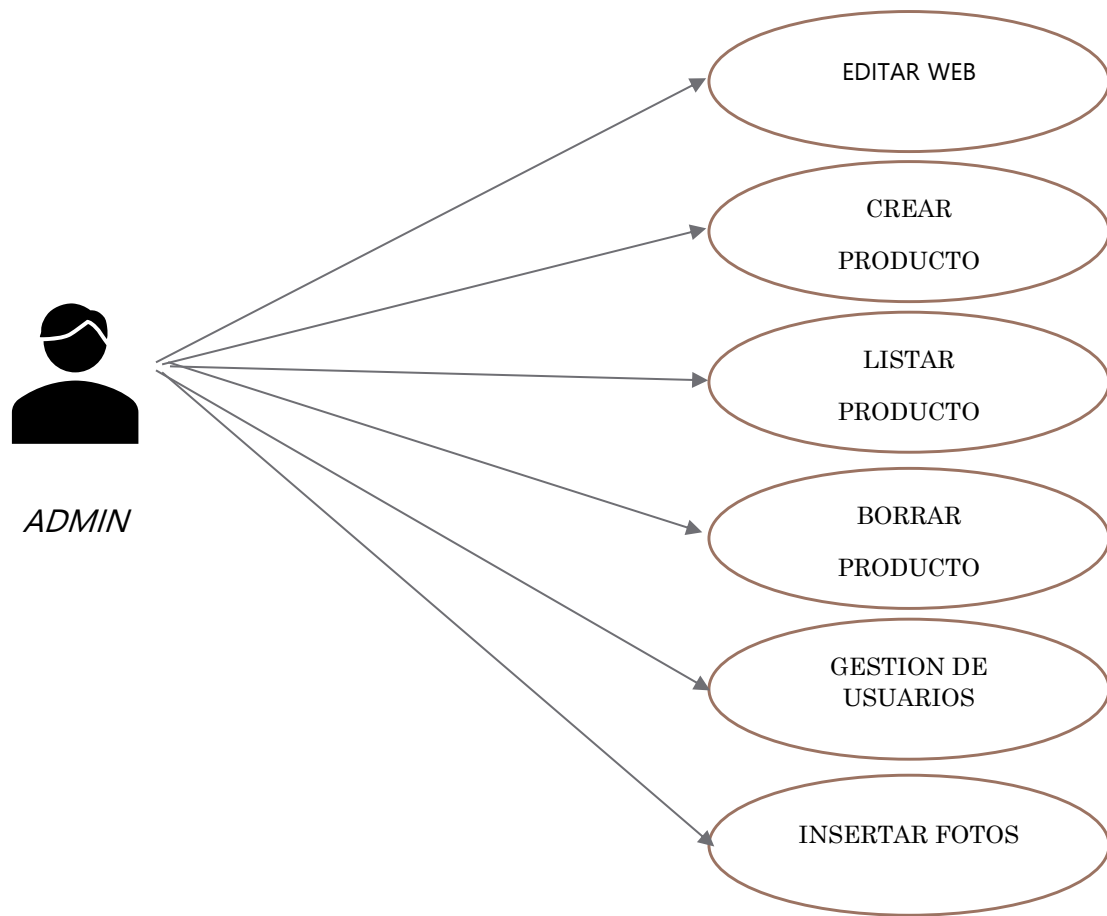 EDITAR WEB
CREAR
PRODUCTO
LISTAR
PRODUCTO
ADMIN
BORRAR
PRODUCTO
GESTION DE
USUARIOS
INSERTAR FOTOS